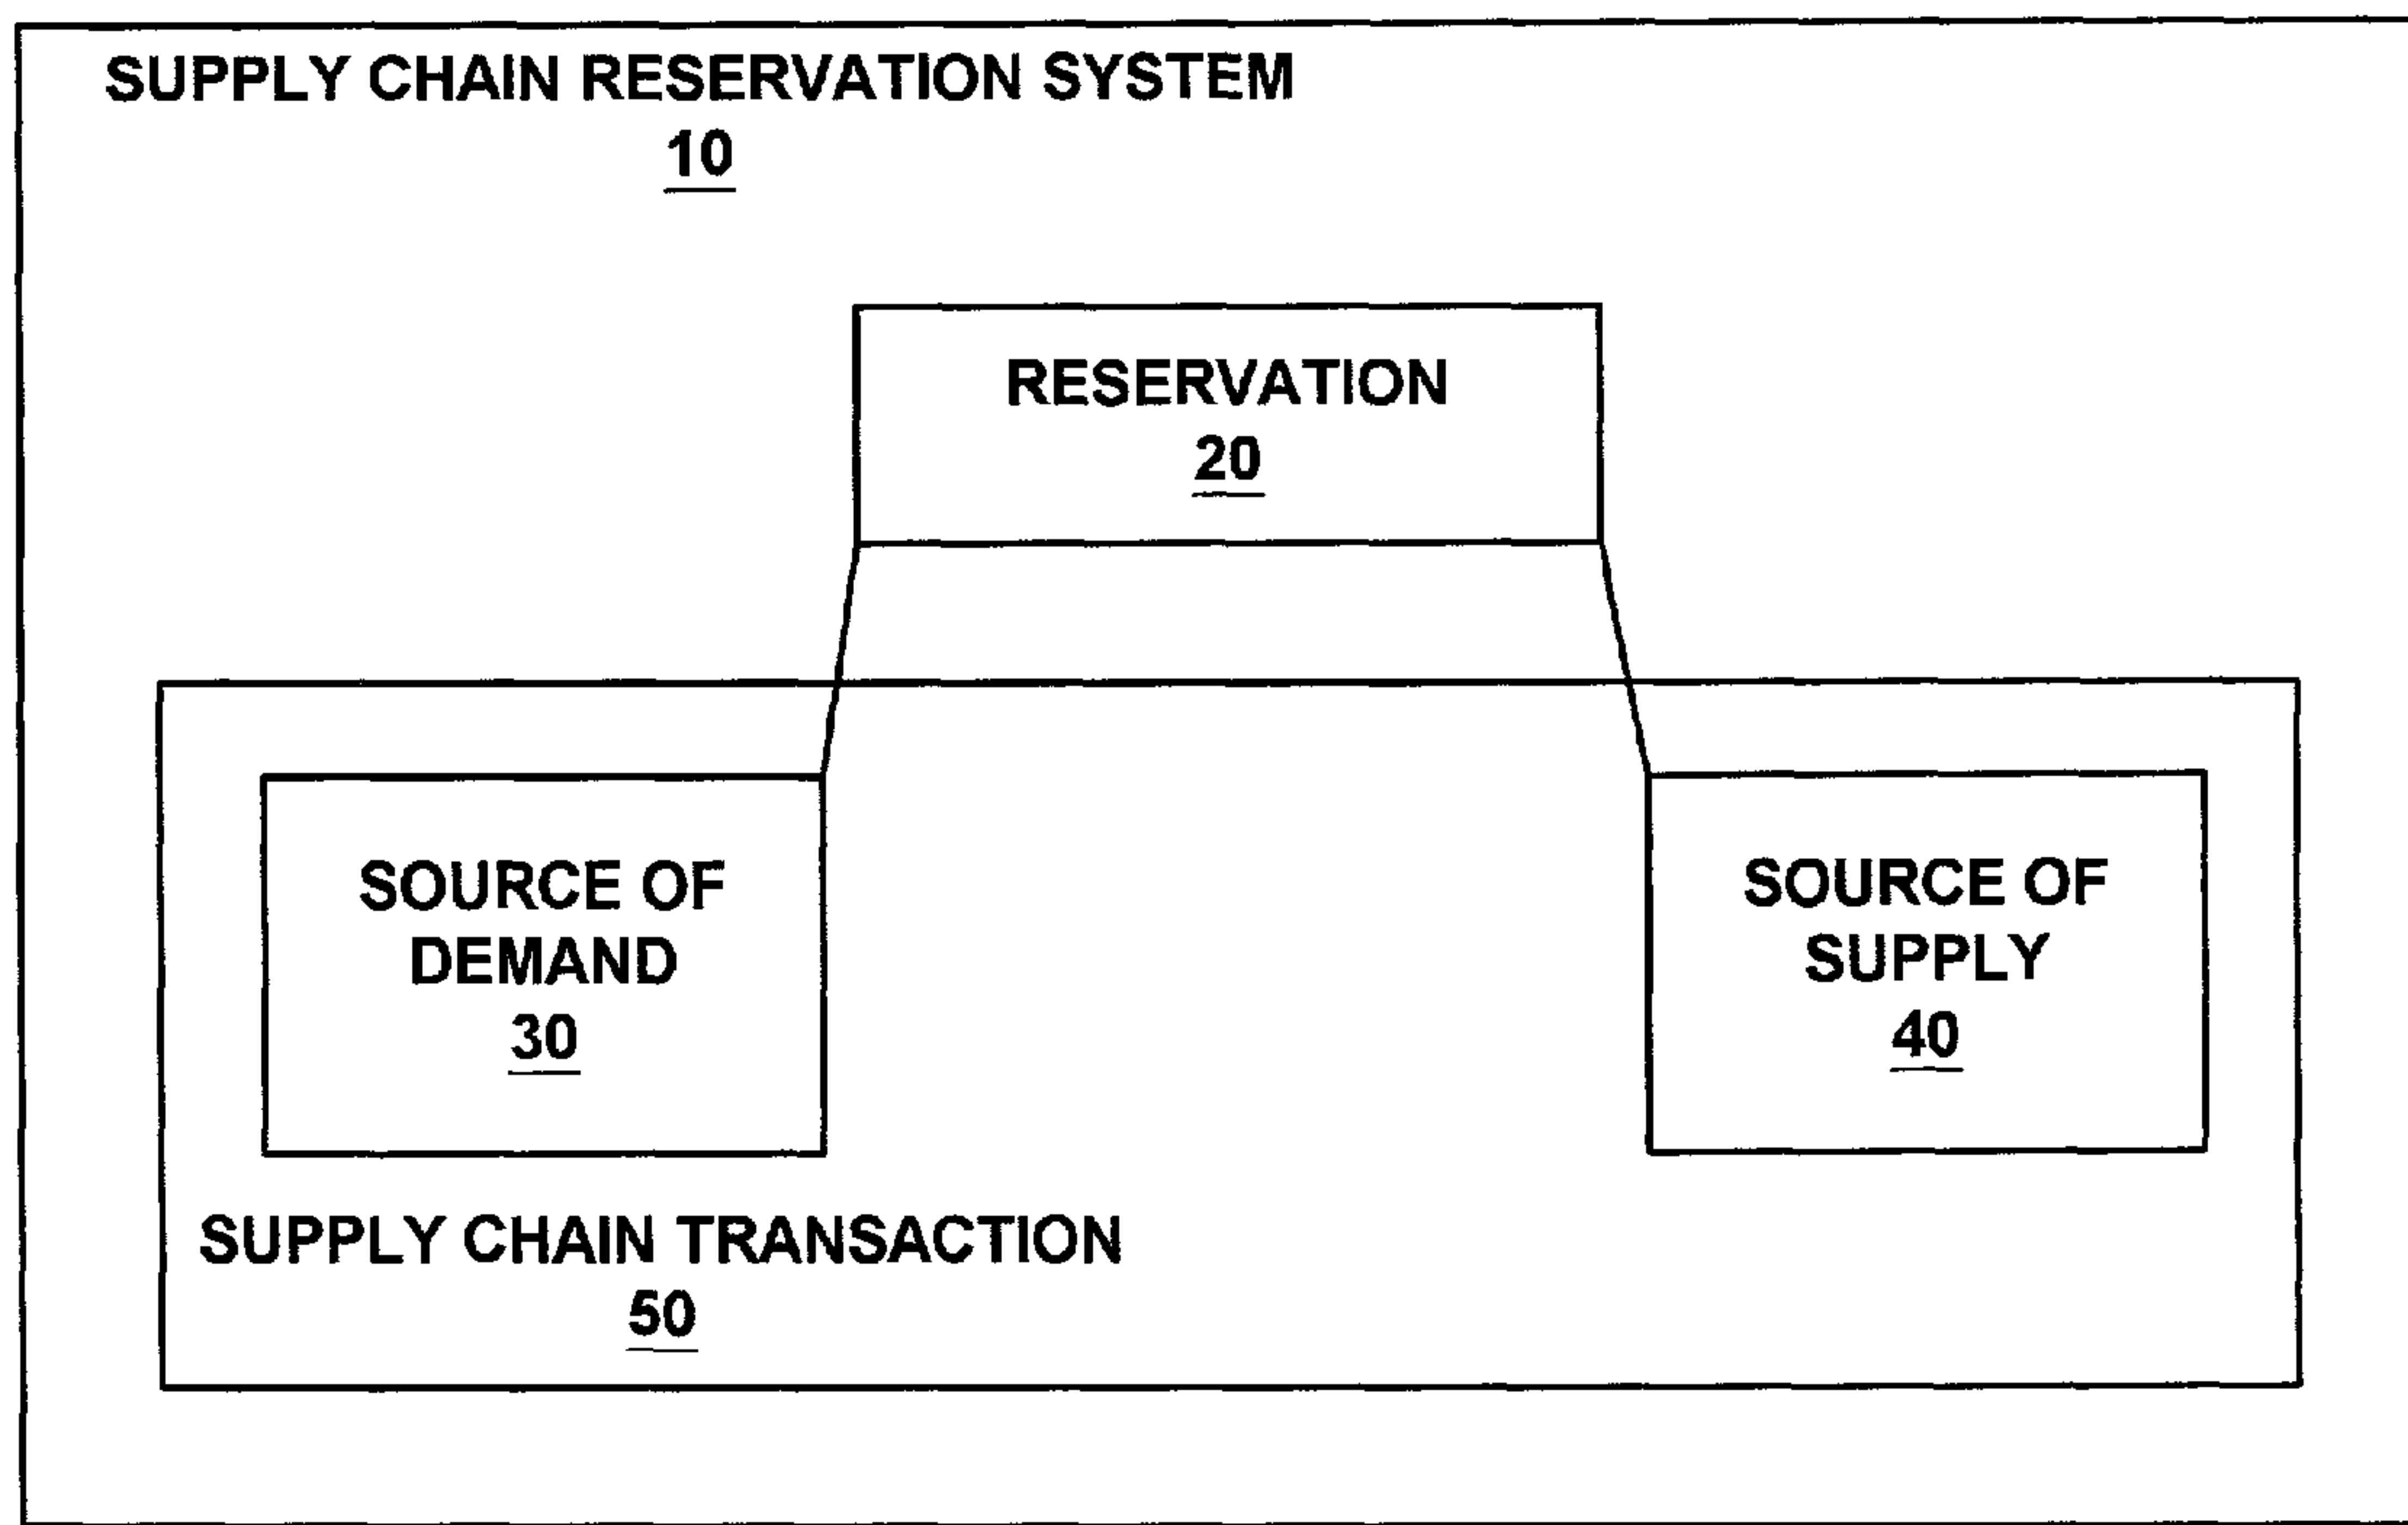 SUPPLY CHAIN RESERVATION SYSTEM
10
RESERVATION
20
SOURCE OF
DEMAND
30
SOURCE OF
SUPPLY
40
SUPPLY CHAIN TRANSACTION
50